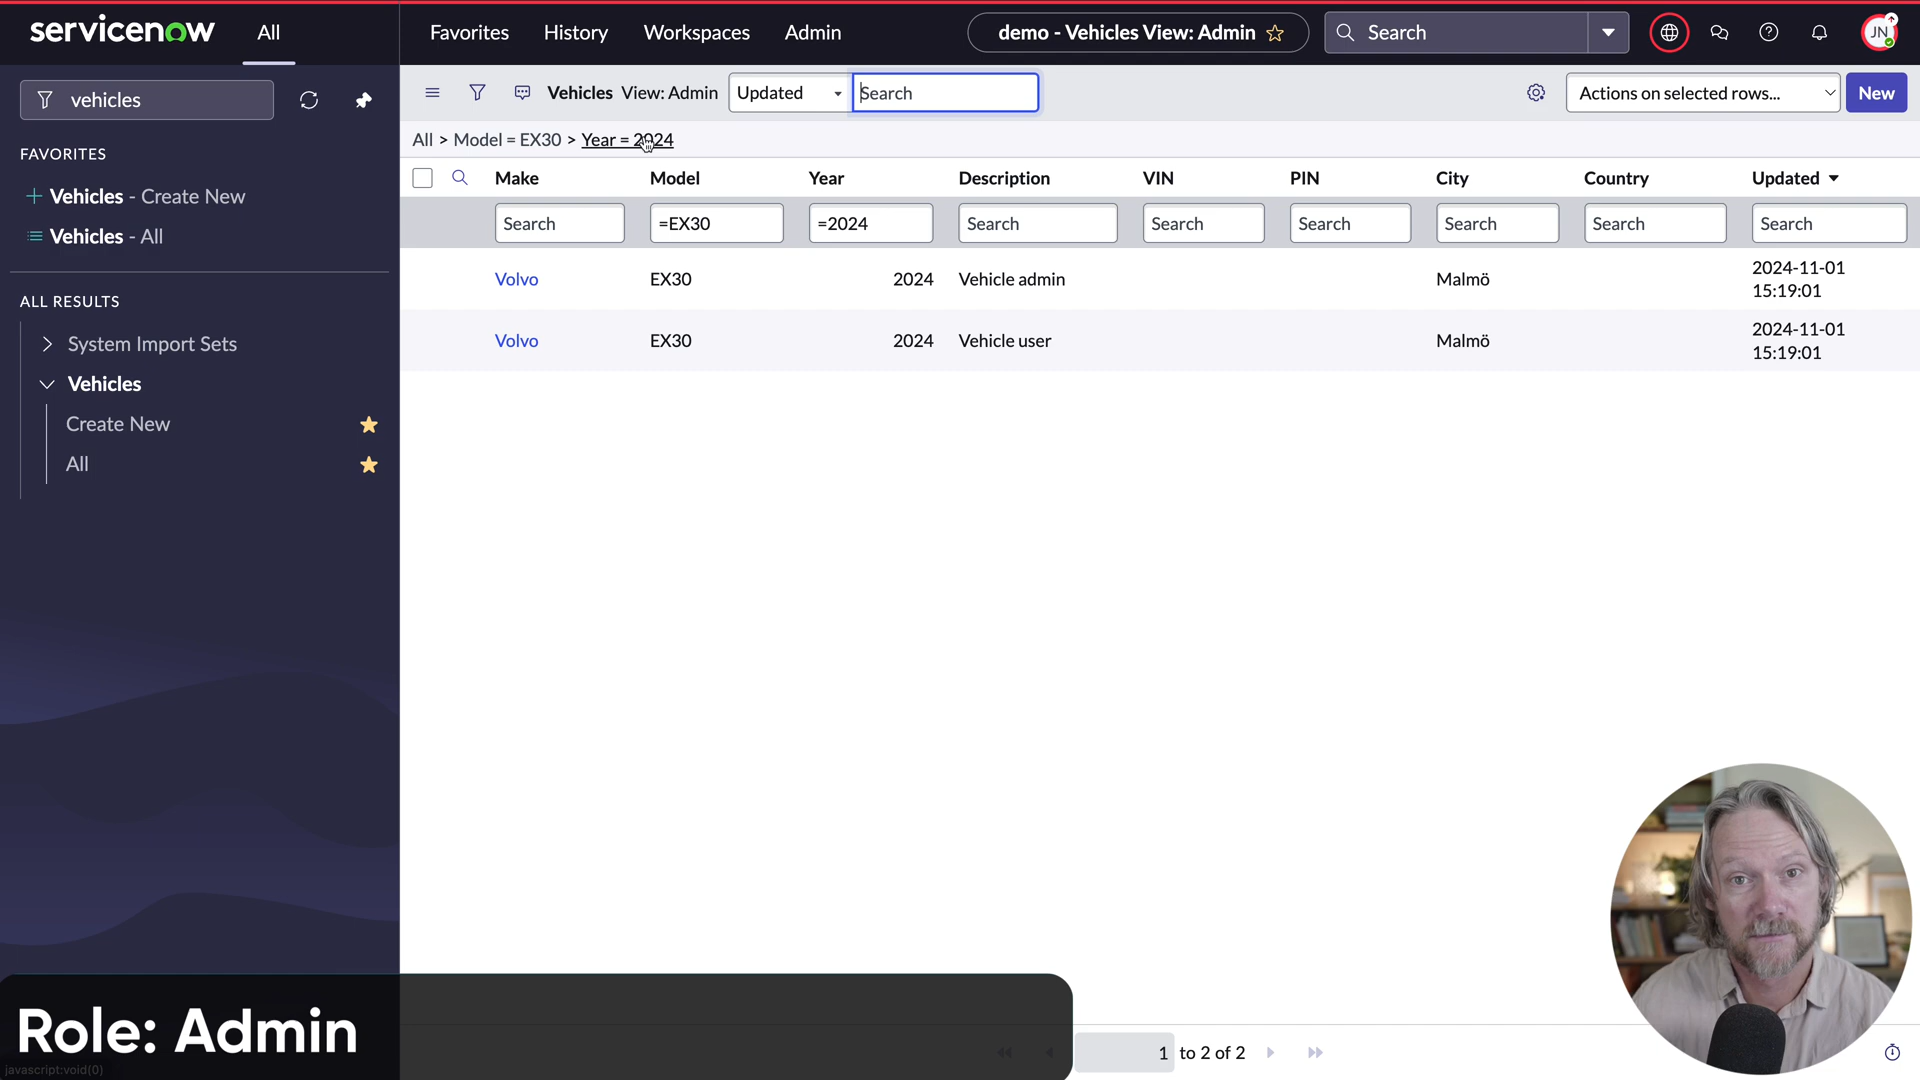 servicenow
All
Favorites
History
Workspaces
Admin
demo - Vehicles View: Admin
Search
JN
vehicles
Vehicles View: Admin
Updated
Search
Actions on selected rows...
New
All > Model = EX30 > Year = 2024
FAVORITES
Vehicles - Create New
Vehicles - All
ALL RESULTS
System Import Sets
Vehicles
Create New
All
Make Model Year Description VIN PIN City Country Updated
Search =EX30 =2024 Search Search Search Search Search Search
Volvo EX30 2024 Vehicle admin Malmö 2024-11-01
15:19:01
Volvo EX30 2024 Vehicle user Malmö 2024-11-01
15:19:01
Role: Admin
javascript:void(0)
1 to 2 of 2